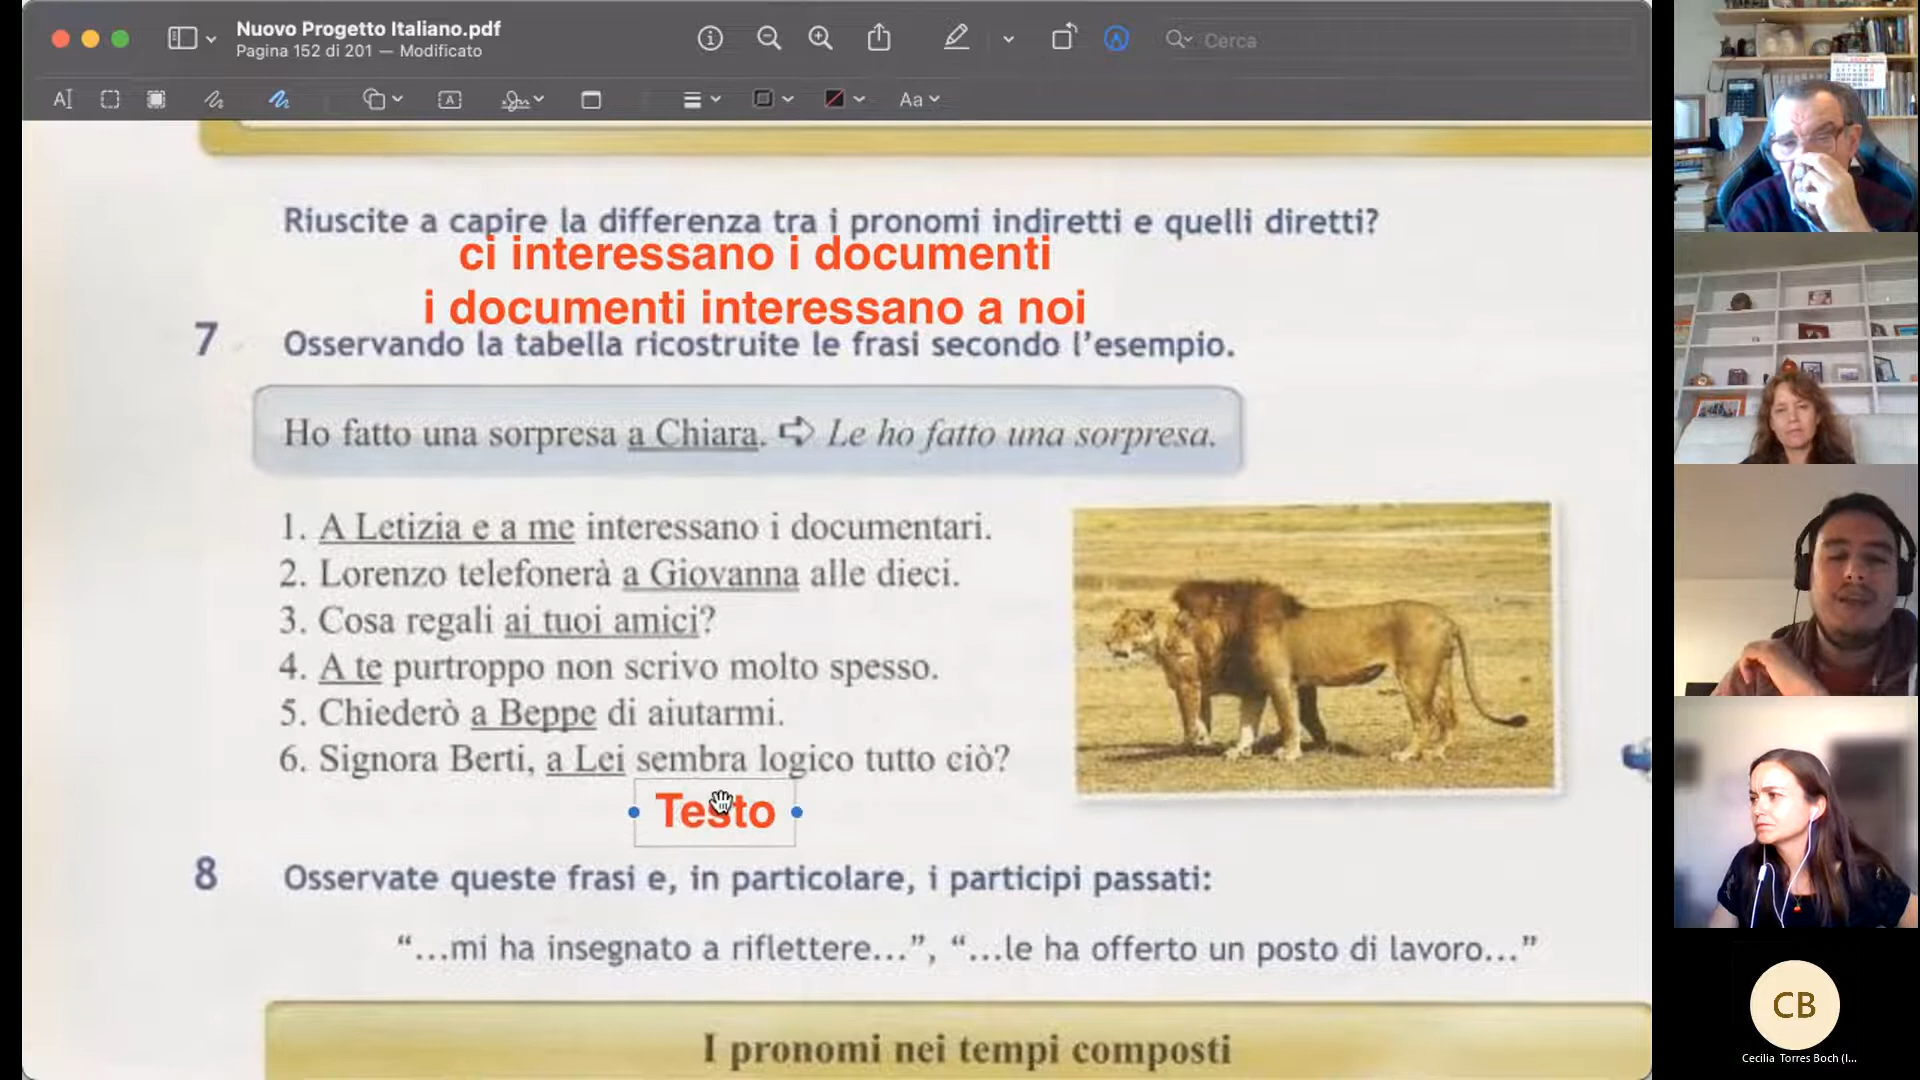 Nuovo Progetto Italiano.pdf
Pagina 152 di 201 — Modificato
Cerca
Aa
Riuscite a capire la differenza tra i pronomi indiretti e quelli diretti?
ci interessano i documenti
i documenti interessano a noi
7 Osservando la tabella ricostruite le frasi secondo l'esempio.
Ho fatto una sorpresa a Chiara. ➪ Le ho fatto una sorpresa.
1. A Letizia e a me interessano i documentari.
2. Lorenzo telefonerà a Giovanna alle dieci.
3. Cosa regali ai tuoi amici?
4. A te purtroppo non scrivo molto spesso.
5. Chiederò a Beppe di aiutarmi.
6. Signora Berti, a Lei sembra logico tutto ciò?
Testo
8 Osservate queste frasi e, in particolare, i participi passati:
“...mi ha insegnato a riflettere...”, “...le ha offerto un posto di lavoro...”
I pronomi nei tempi composti
CB
Cecilia Torres Boch (I...